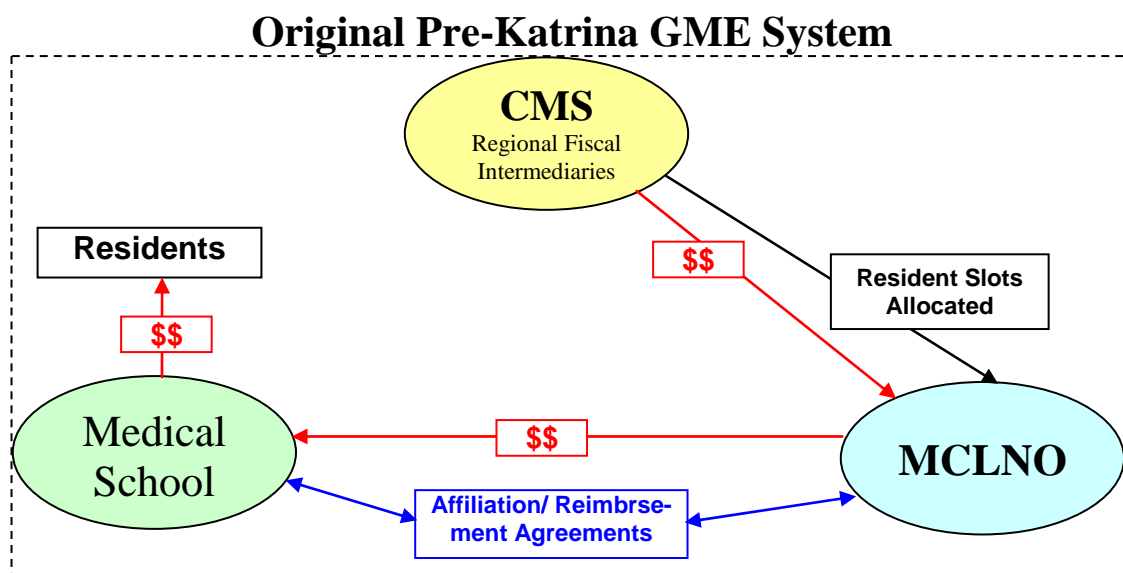 Original Pre-Katrina GME System
CMS
Regional Fiscal
Intermediaries
Residents
$$
Resident Slots
Allocated
$$
Medical
School
$$
MCLNO
Affiliation/ Reimbrse-
ment Agreements